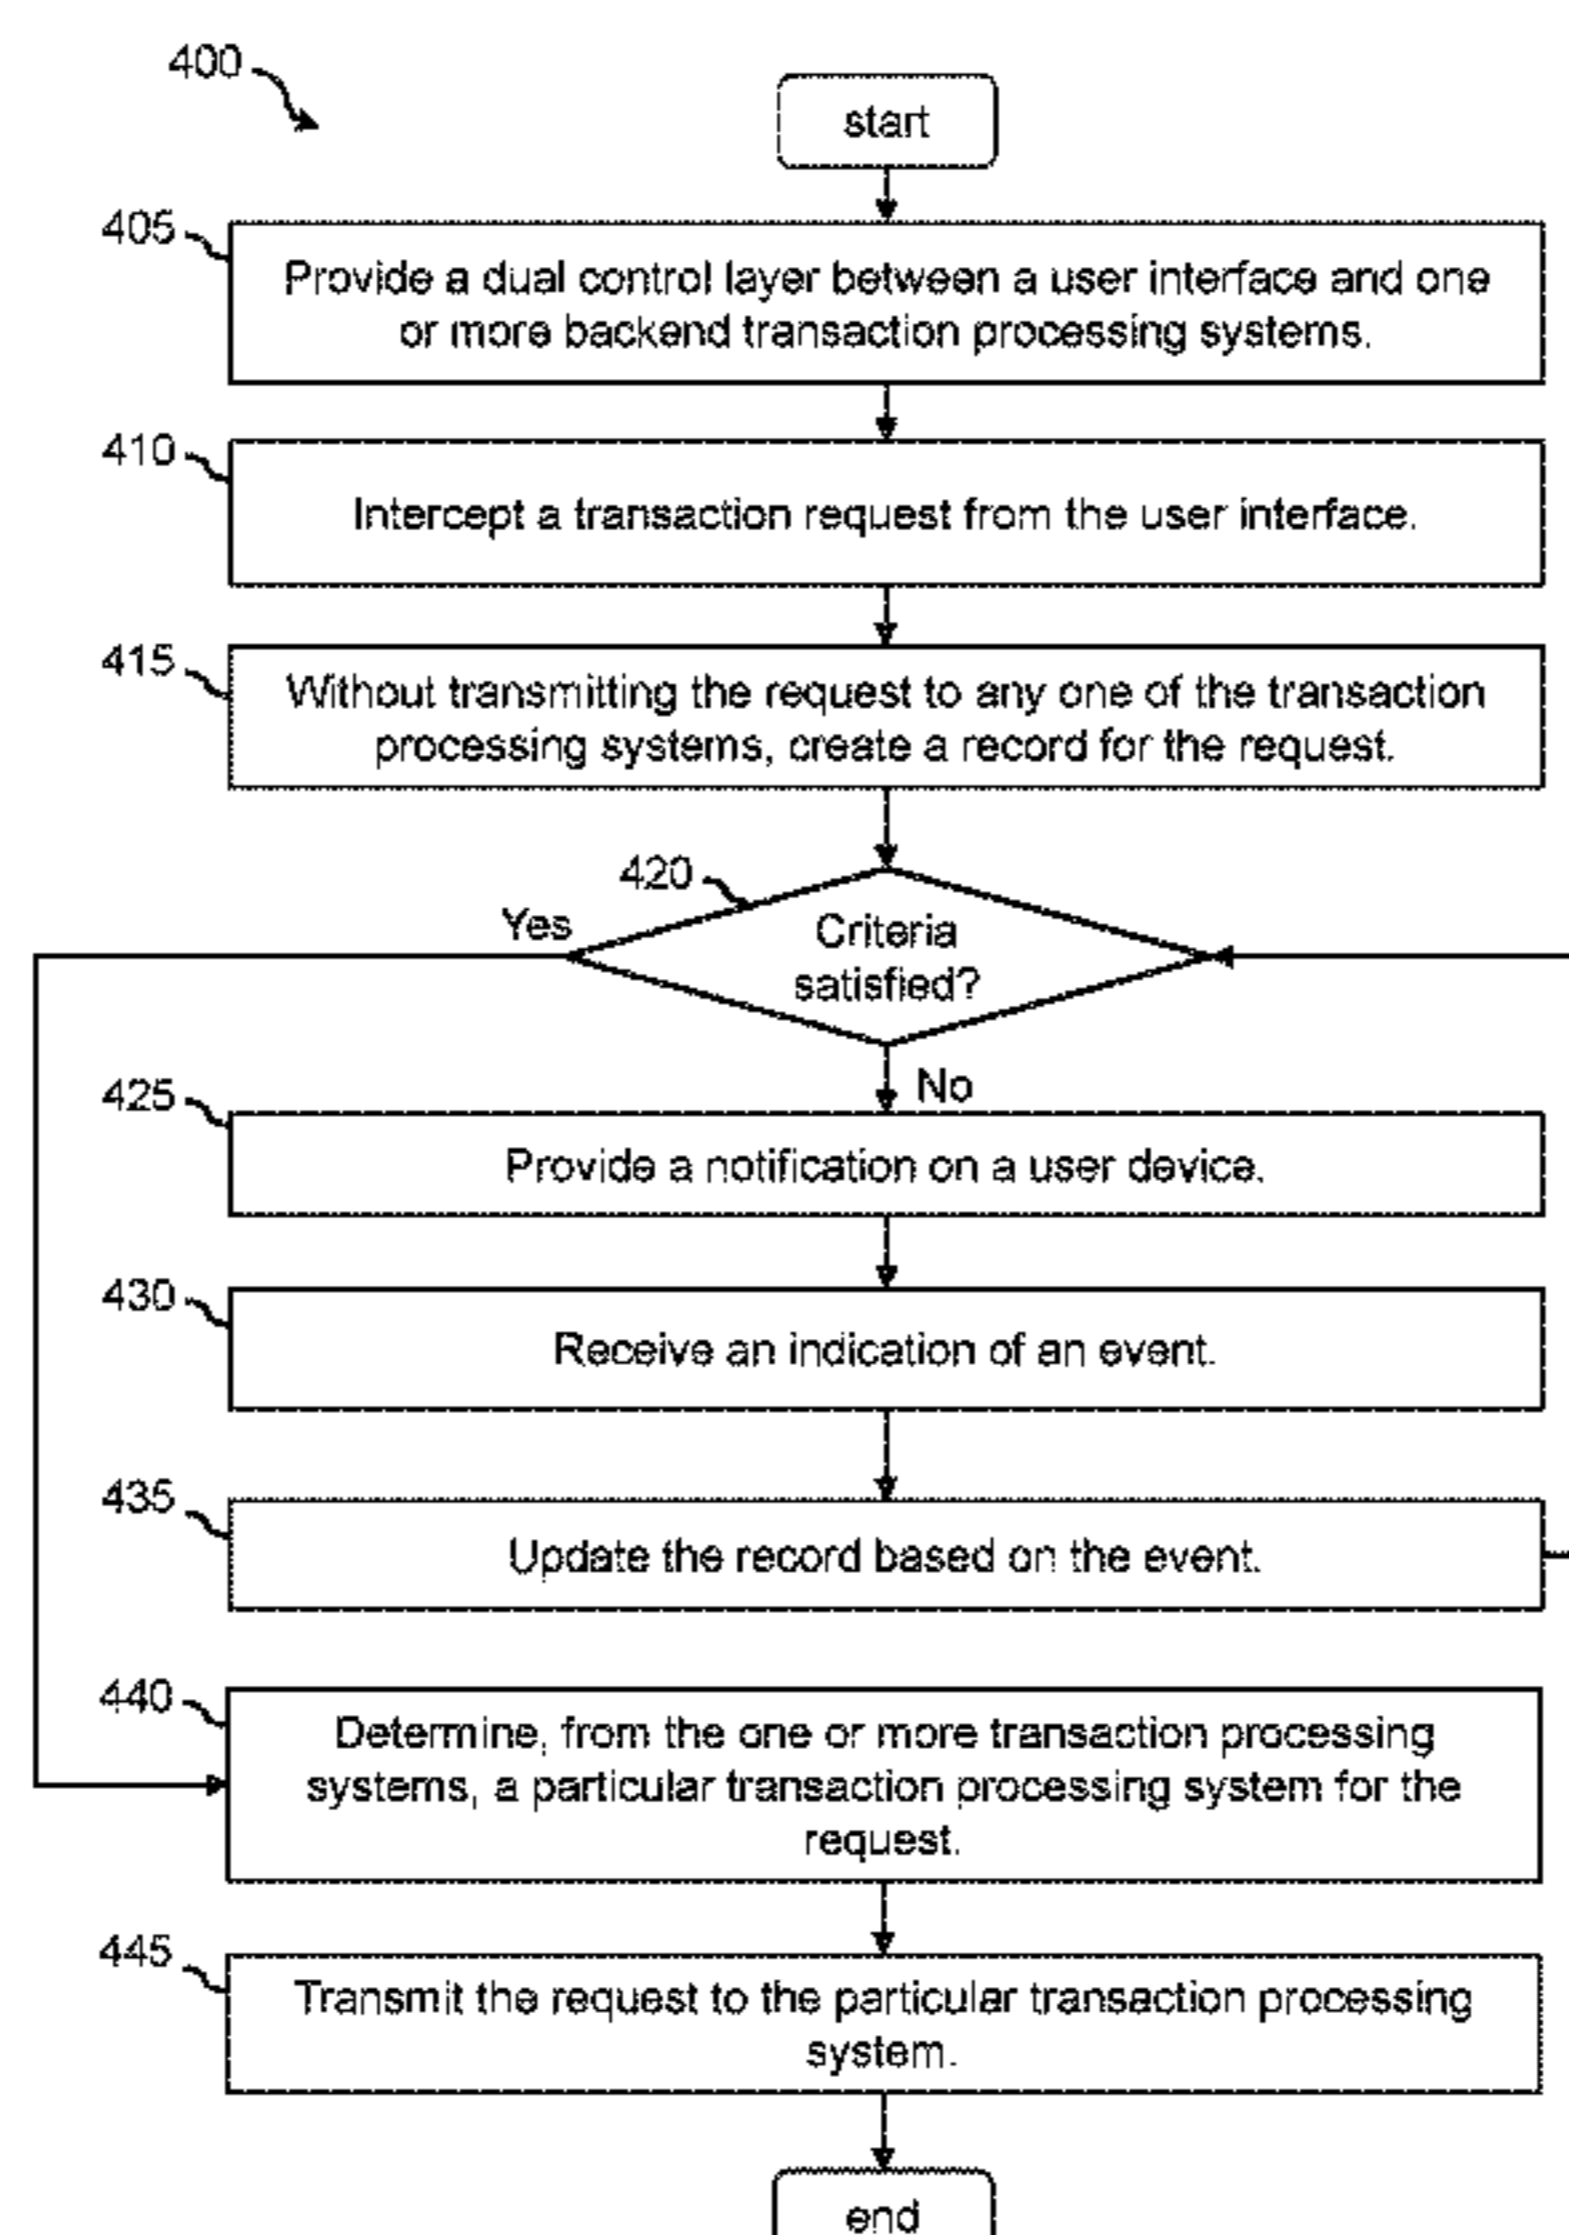 400
start
405
Provide a dual control layer between a user interface and one
or more backend transaction processing systems.
410
Intercept a transaction request from the user interface.
415
Without transmitting the request to any one of the transaction
processing systems, create a record for the request.
420
Yes
Criteria
satisfied?
No
425
Provide a notification on a user device.
430
Receive an indication of an event.
435
Update the record based on the event.
440
Determine, from the one or more transaction processing
systems, a particular transaction processing system for the
request.
445
Transmit the request to the particular transaction processing
system.
end